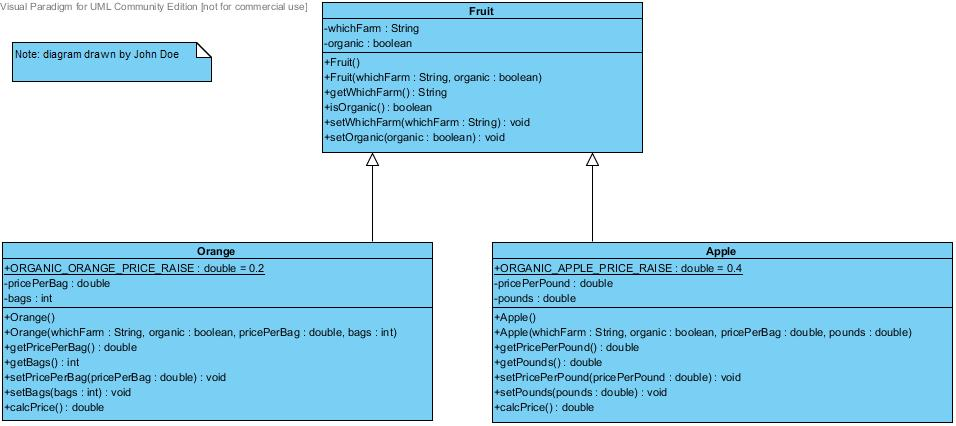 Visual Paradigm for UML Community Edition [not for commercial use]
Note: diagram drawn by John Doe
Fruit
-whichFarm : String
-organic : boolean
+Fruit()
+Fruit(whichFarm : String, organic : boolean)
+getWhichFarm() : String
+isOrganic() : boolean
+setWhichFarm(whichFarm : String) : void
+setOrganic(organic : boolean) : void
Orange
+ORGANIC_ORANGE_PRICE_RAISE : double = 0.2
-pricePerBag : double
-bags : int
+Orange()
+Orange(whichFarm : String, organic : boolean, pricePerBag : double, bags : int)
+getPricePerBag() : double
+getBags() : int
+setPricePerBag(pricePerBag : double) : void
+setBags(bags : int) : void
+calcPrice() : double
Apple
+ORGANIC_APPLE_PRICE_RAISE : double = 0.4
-pricePerPound : double
-pounds : double
+Apple()
+Apple(whichFarm : String, organic : boolean, pricePerBag : double, pounds : double)
+getPricePerPound() : double
+getPounds() : double
+setPricePerPound(pricePerPound : double) : void
+setPounds(pounds : double) : void
+calcPrice() : double